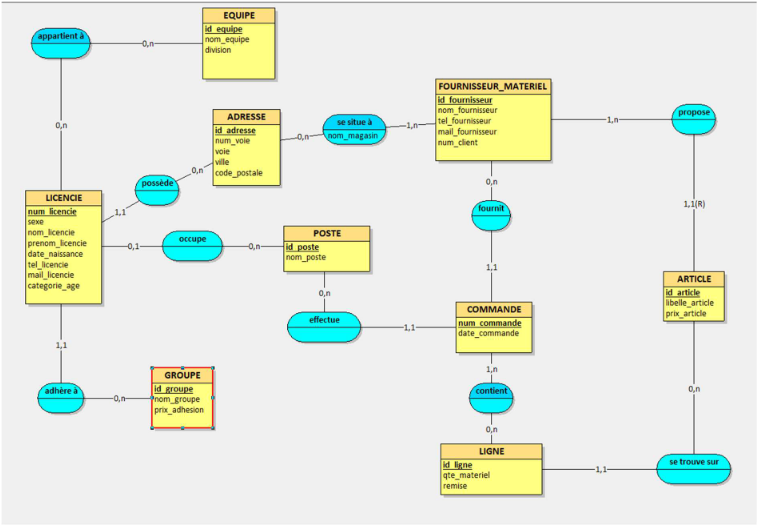 EQUIPE
id_equipe
nom_equipe
division
appartient à
0,n
0,n
FOURNISSEUR_MATERIEL
id_fournisseur
nom_fournisseur
tel_fournisseur
mail_fournisseur
num_client
ADRESSE
id_adresse
num_voie
voie
ville
code_postale
se situe à
nom_magasin
0,n
1,n
propose
1,n
1,1(R)
possède
0,n
1,1
LICENCIE
num_licencie
sexe
nom_licencie
prenom_licencie
date_naissance
tel_licencie
mail_licencie
categorie_age
occupe
0,1
0,n
POSTE
id_poste
nom_poste
0,n
fournit
0,n
1,1
effectue
1,1
COMMANDE
num_commande
date_commande
ARTICLE
id_article
libelle_article
prix_article
1,1
adhère à
0,n
GROUPE
id_groupe
nom_groupe
prix_adhesion
1,n
contient
0,n
0,n
LIGNE
id_ligne
qte_materiel
remise
1,1
se trouve sur